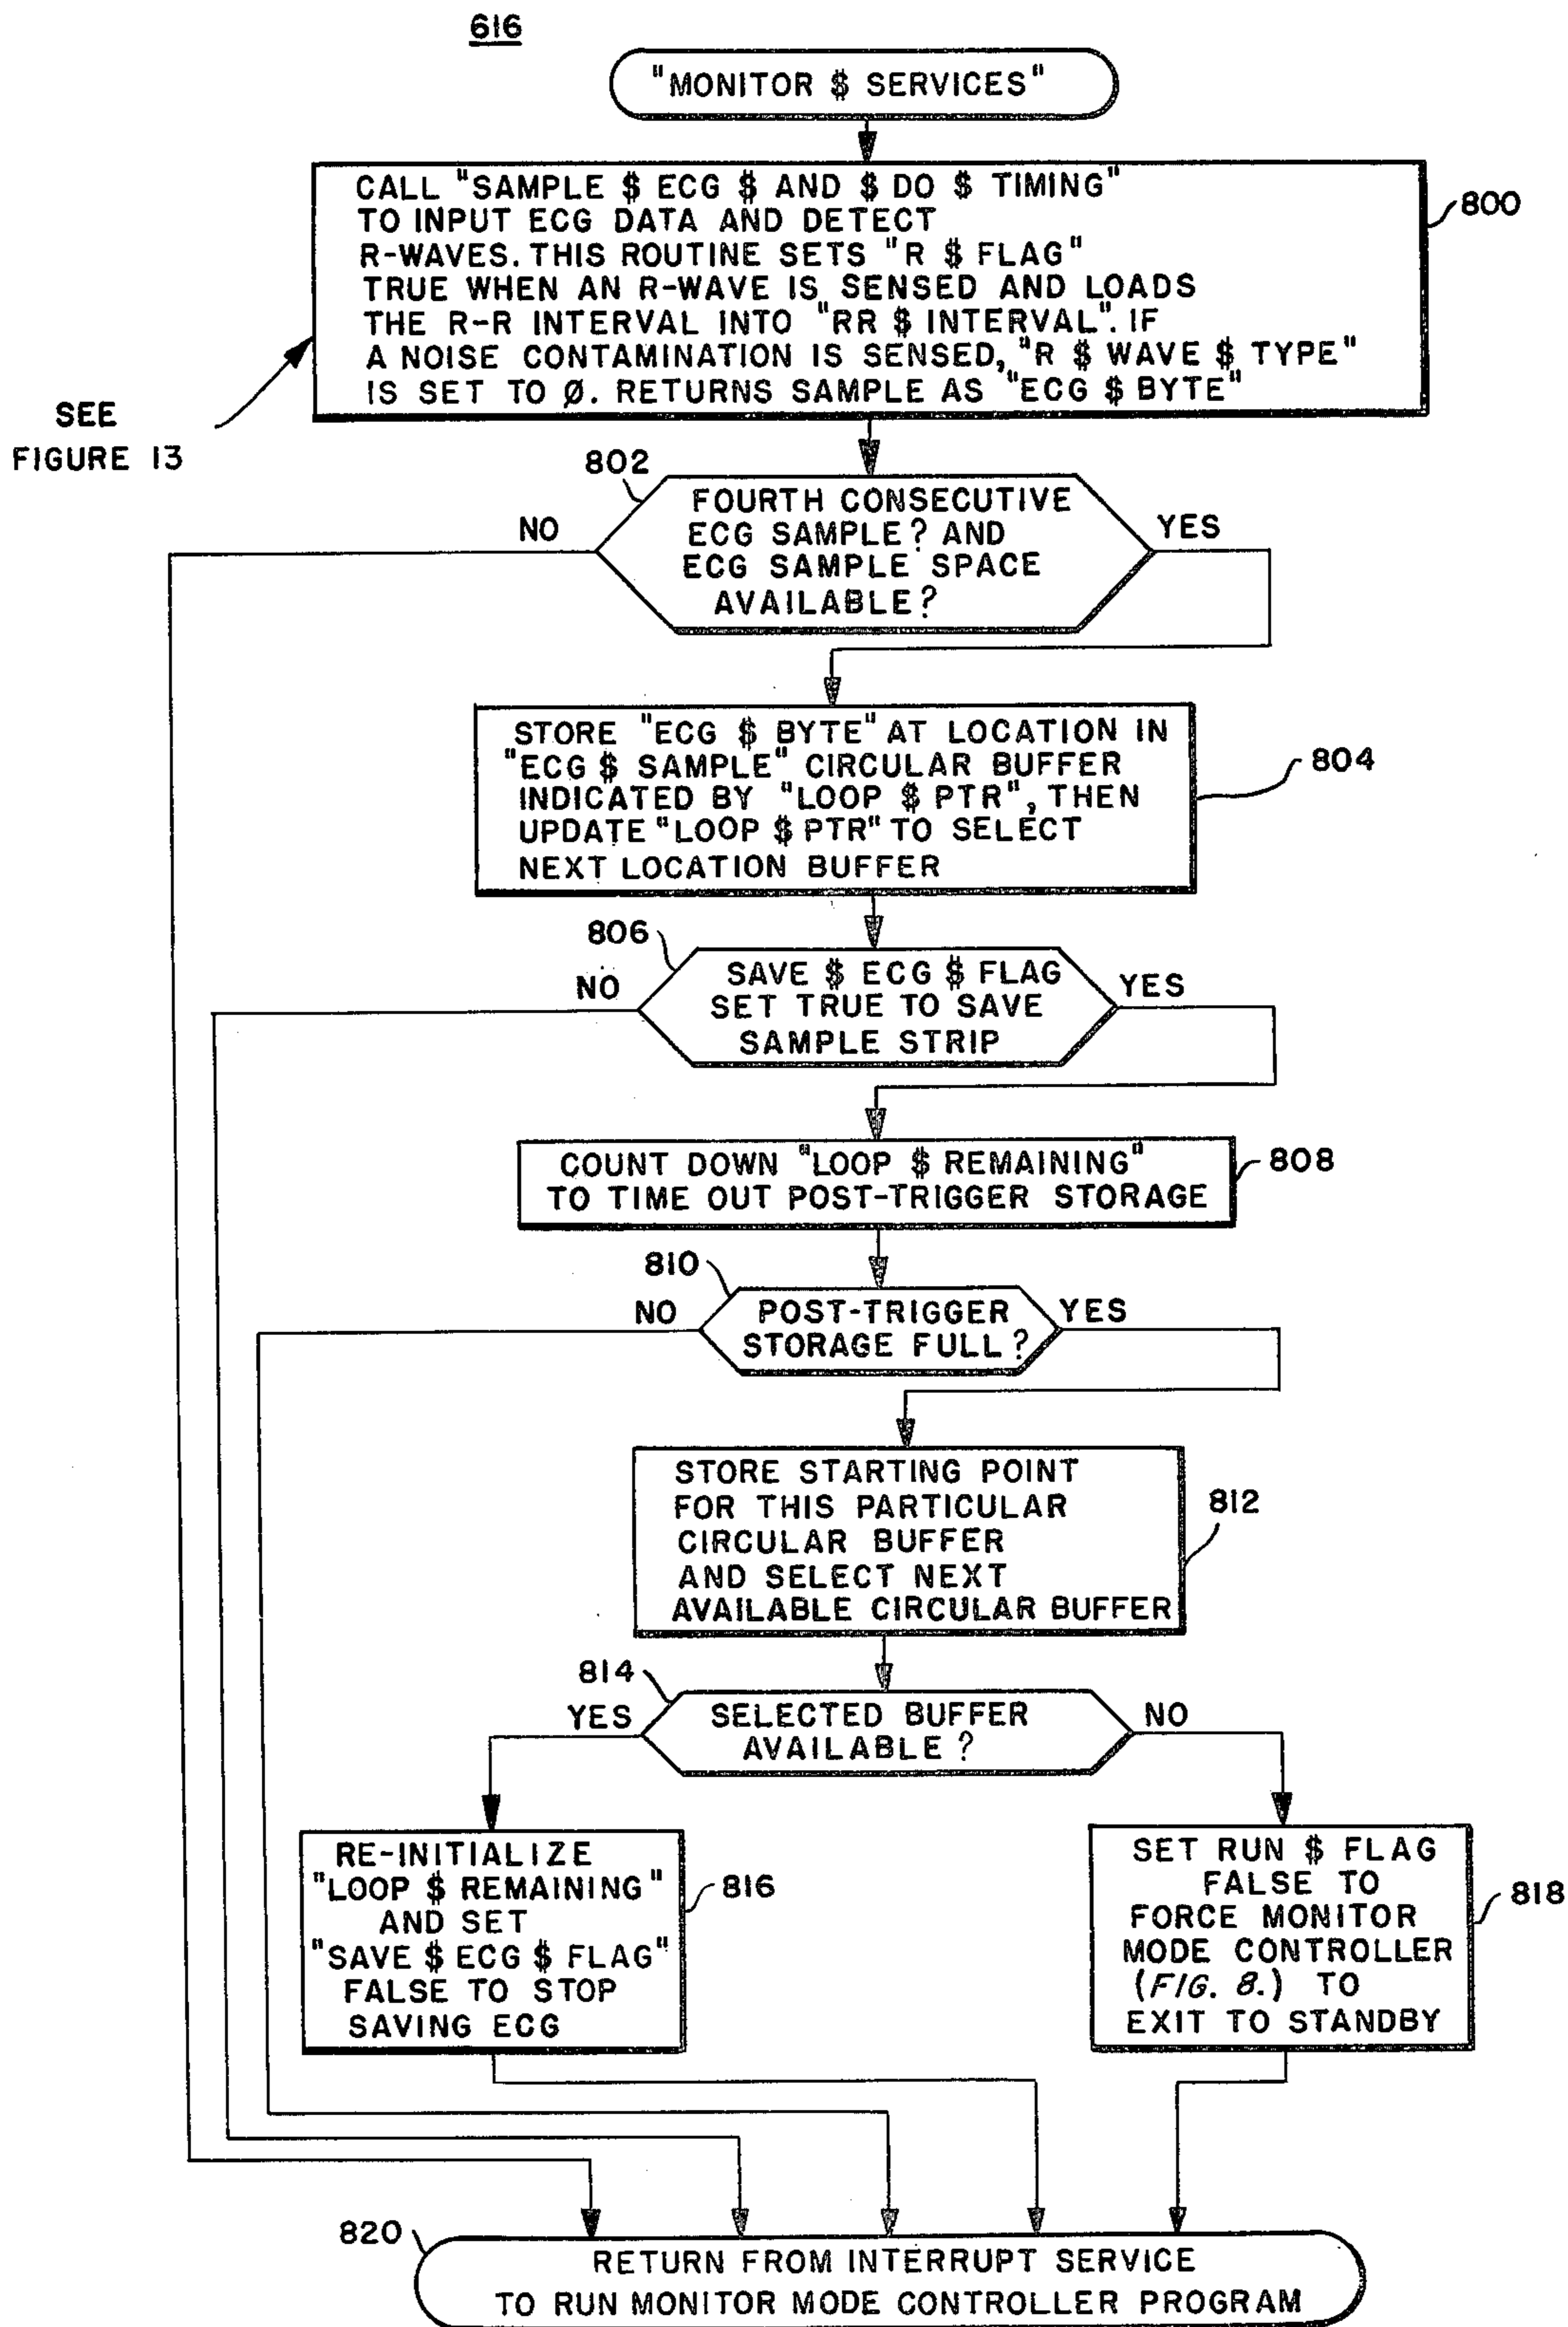 616
"MONITOR $ SERVICES"
CALL "SAMPLE $ ECG $ AND $ DO $ TIMING"
TO INPUT ECG DATA AND DETECT
R-WAVES. THIS ROUTINE SETS "R $ FLAG"
TRUE WHEN AN R-WAVE IS SENSED AND LOADS
THE R-R INTERVAL INTO "RR $ INTERVAL". IF
A NOISE CONTAMINATION IS SENSED, "R $ WAVE $ TYPE"
IS SET TO Ø. RETURNS SAMPLE AS "ECG $ BYTE"
800
SEE
FIGURE 13
802
NO
FOURTH CONSECUTIVE
ECG SAMPLE? AND
ECG SAMPLE SPACE
AVAILABLE?
YES
STORE "ECG $ BYTE" AT LOCATION IN
"ECG $ SAMPLE" CIRCULAR BUFFER
INDICATED BY "LOOP $ PTR", THEN
UPDATE "LOOP $ PTR" TO SELECT
NEXT LOCATION BUFFER
804
806
NO
SAVE $ ECG $ FLAG
SET TRUE TO SAVE
SAMPLE STRIP
YES
COUNT DOWN "LOOP $ REMAINING"
TO TIME OUT POST-TRIGGER STORAGE
808
810
NO
POST-TRIGGER
STORAGE FULL?
YES
STORE STARTING POINT
FOR THIS PARTICULAR
CIRCULAR BUFFER
AND SELECT NEXT
AVAILABLE CIRCULAR BUFFER
812
814
YES
SELECTED BUFFER
AVAILABLE?
NO
RE-INITIALIZE
"LOOP $ REMAINING"
AND SET
"SAVE $ ECG $ FLAG"
FALSE TO STOP
SAVING ECG
816
SET RUN $ FLAG
FALSE TO
FORCE MONITOR
MODE CONTROLLER
(FIG. 8.) TO
EXIT TO STANDBY
818
820
RETURN FROM INTERRUPT SERVICE
TO RUN MONITOR MODE CONTROLLER PROGRAM